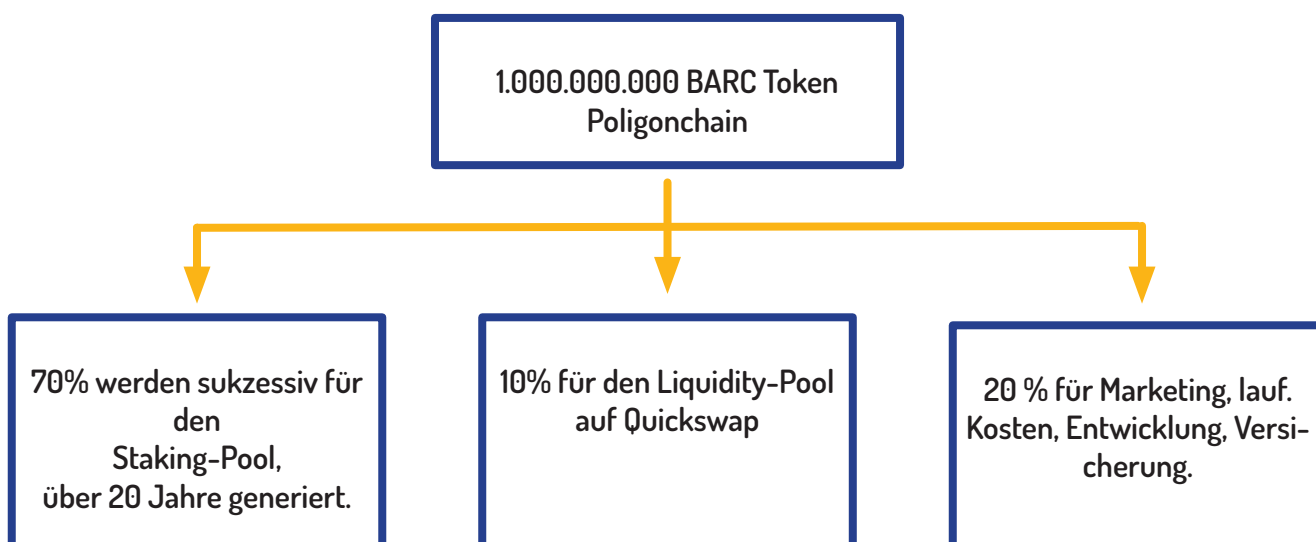 1.000.000.000 BARC Token
Poligonchain
70% werden sukzessiv für
den
Staking-Pool,
über 20 Jahre generiert.
10% für den Liquidity-Pool
auf Quickswap
20 % für Marketing, lauf.
Kosten, Entwicklung, Versi-
cherung.